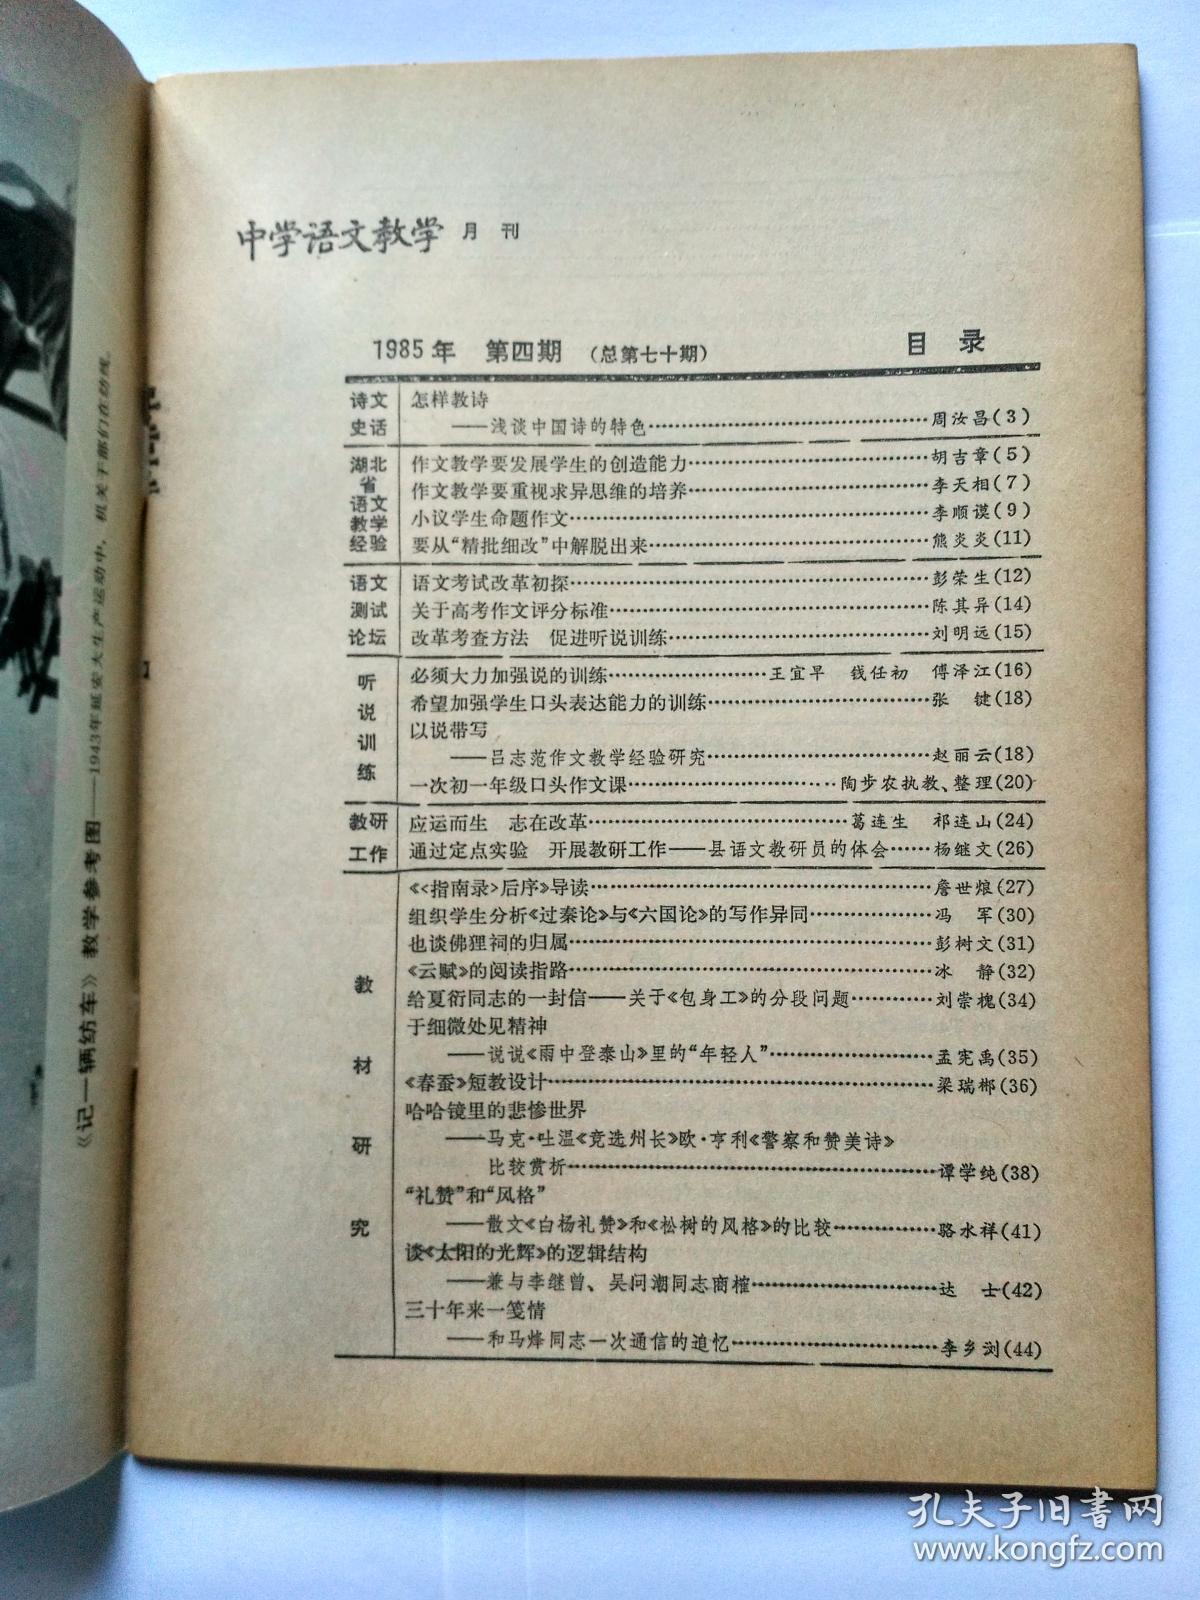 中学语文教学 月刊
1985年 第四期 （总第七十期） 目录
诗文史话
怎样教诗
——浅谈中国诗的特色……周汝昌(3)
湖北省语文教学经验
作文教学要发展学生的创造能力……胡吉章(5)
作文教学要重视求异思维的培养……李天相(7)
小议学生命题作文……李顺谟(9)
要从“精批细改”中解脱出来……熊炎炎(11)
语文测试论坛
语文考试改革初探……彭荣生(12)
关于高考作文评分标准……陈其异(14)
改革考查方法 促进听说训练……刘明远(15)
听说训练
必须大力加强说的训练……王宜早 钱任初 傅泽江(16)
希望加强学生口头表达能力的训练……张 键(18)
以说带写
——吕志范作文教学经验研究……赵丽云(18)
一次初一年级口头作文课……陶步农执教、整理(20)
教研工作
应运而生 志在改革……葛连生 祁连山(24)
通过定点实验 开展教研工作——县语文教研员的体会……杨继文(26)
教材研究
《<指南录>后序》导读……詹世烺(27)
组织学生分析《过秦论》与《六国论》的写作异同……冯 军(30)
也谈佛狸祠的归属……彭树文(31)
《云赋》的阅读指路……冰 静(32)
给夏衍同志的一封信——关于《包身工》的分段问题……刘崇槐(34)
于细微处见精神
——说说《雨中登泰山》里的“年轻人”……孟宪禹(35)
《春蚕》短教设计……梁瑞郴(36)
哈哈镜里的悲惨世界
——马克·吐温《竞选州长》欧·亨利《警察和赞美诗》
比较赏析……谭学纯(38)
“礼赞”和“风格”
——散文《白杨礼赞》和《松树的风格》的比较……骆水祥(41)
谈《太阳的光辉》的逻辑结构
——兼与李继曾、吴问潮同志商榷……达 士(42)
三十年来一笺情
——和马烽同志一次通信的追忆……李乡浏(44)
《记一辆纺车》教学参考图——1943年延安大生产运动中，机关干部们在纺线。
孔夫子旧书网
www.kongfz.com